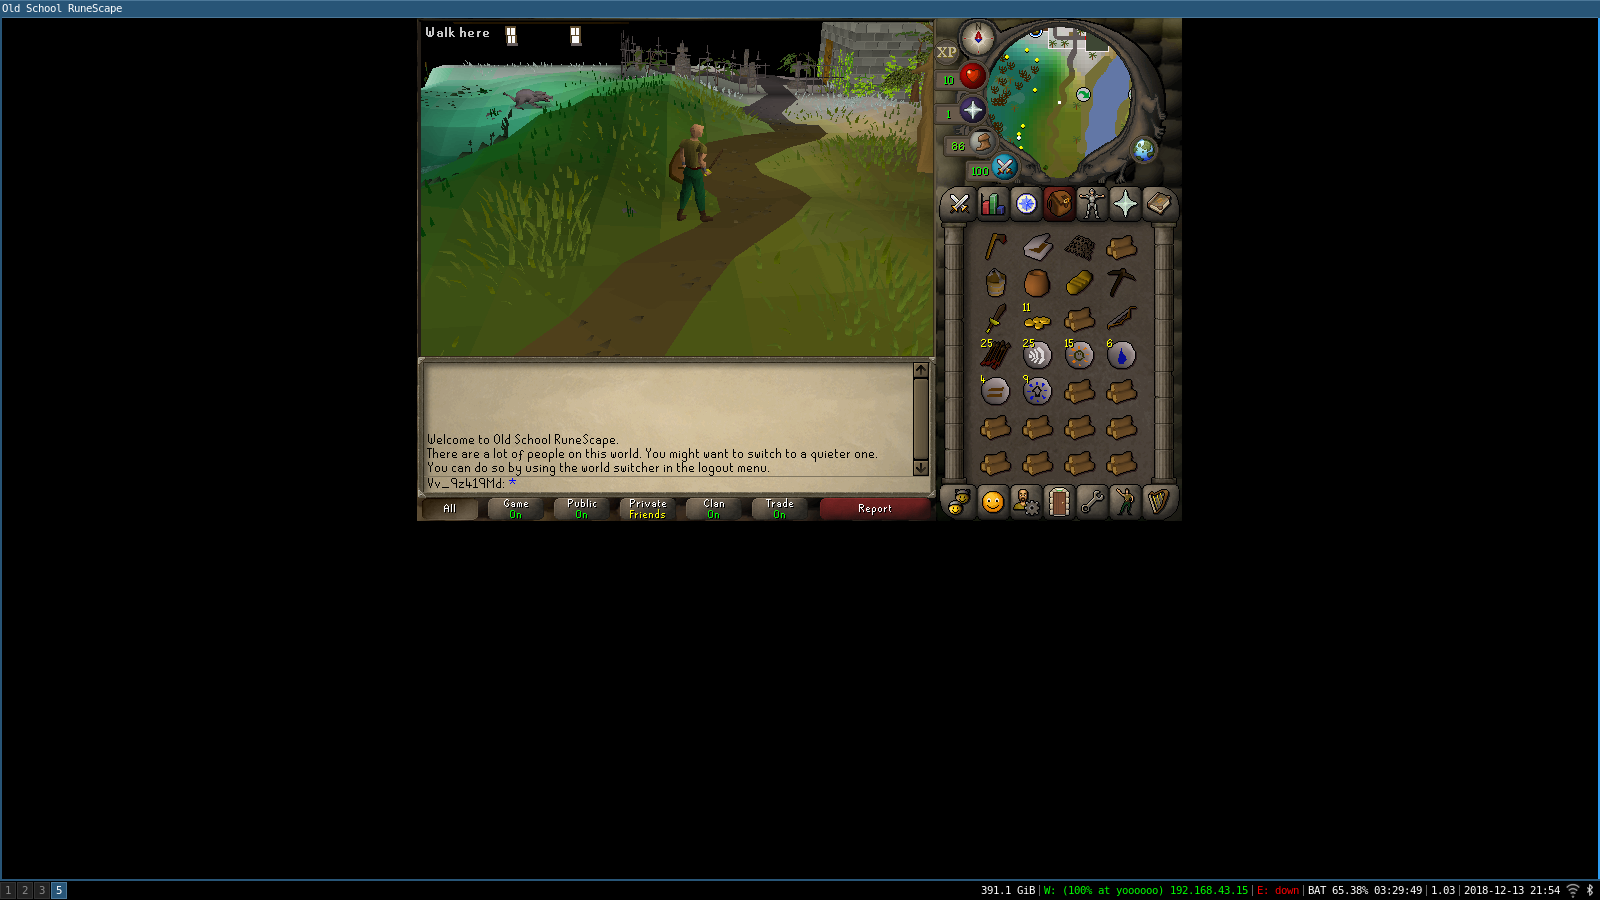 Old School RuneScape
Walk here
N
XP
10
1
86
100
11
25
25
15
6
4
9
Welcome to Old School RuneScape.
There are a lot of people on this world. You might want to switch to a quieter one.
You can do so by using the world switcher in the logout menu.
Vv_9z419Md: *
All
Game
On
Public
On
Private
Friends
Clan
On
Trade
On
Report
1 2 3 5
391.1 GiB|W: (100% at yoooooo) 192.168.43.15|E: down|BAT 65.38% 03:29:49|1.03|2018-12-13 21:54